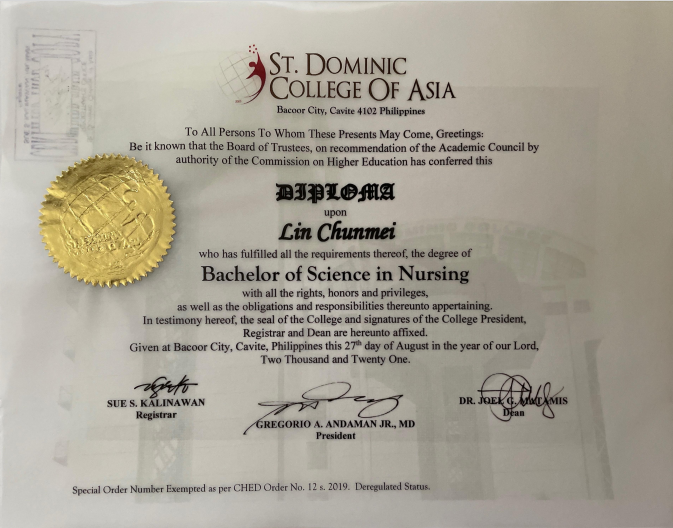 ST. DOMINIC
COLLEGE OF ASIA
Bacoor City, Cavite 4102 Philippines
To All Persons To Whom These Presents May Come, Greetings:
Be it known that the Board of Trustees, on recommendation of the Academic Council by
authority of the Commission on Higher Education has conferred this
DIPLOMA
upon
Lin Chunmei
who has fulfilled all the requirements thereof, the degree of
Bachelor of Science in Nursing
with all the rights, honors and privileges,
as well as the obligations and responsibilities thereunto appertaining.
In testimony hereof, the seal of the College and signatures of the College President,
Registrar and Dean are hereunto affixed.
Given at Bacoor City, Cavite, Philippines this 27th day of August in the year of our Lord,
Two Thousand and Twenty One.
SUE S. KALINAWAN
Registrar
GREGORIO A. ANDAMAN JR., MD
President
DR. JOEL G. MATAMIS
Dean
Special Order Number Exempted as per CHED Order No. 12 s. 2019. Deregulated Status.